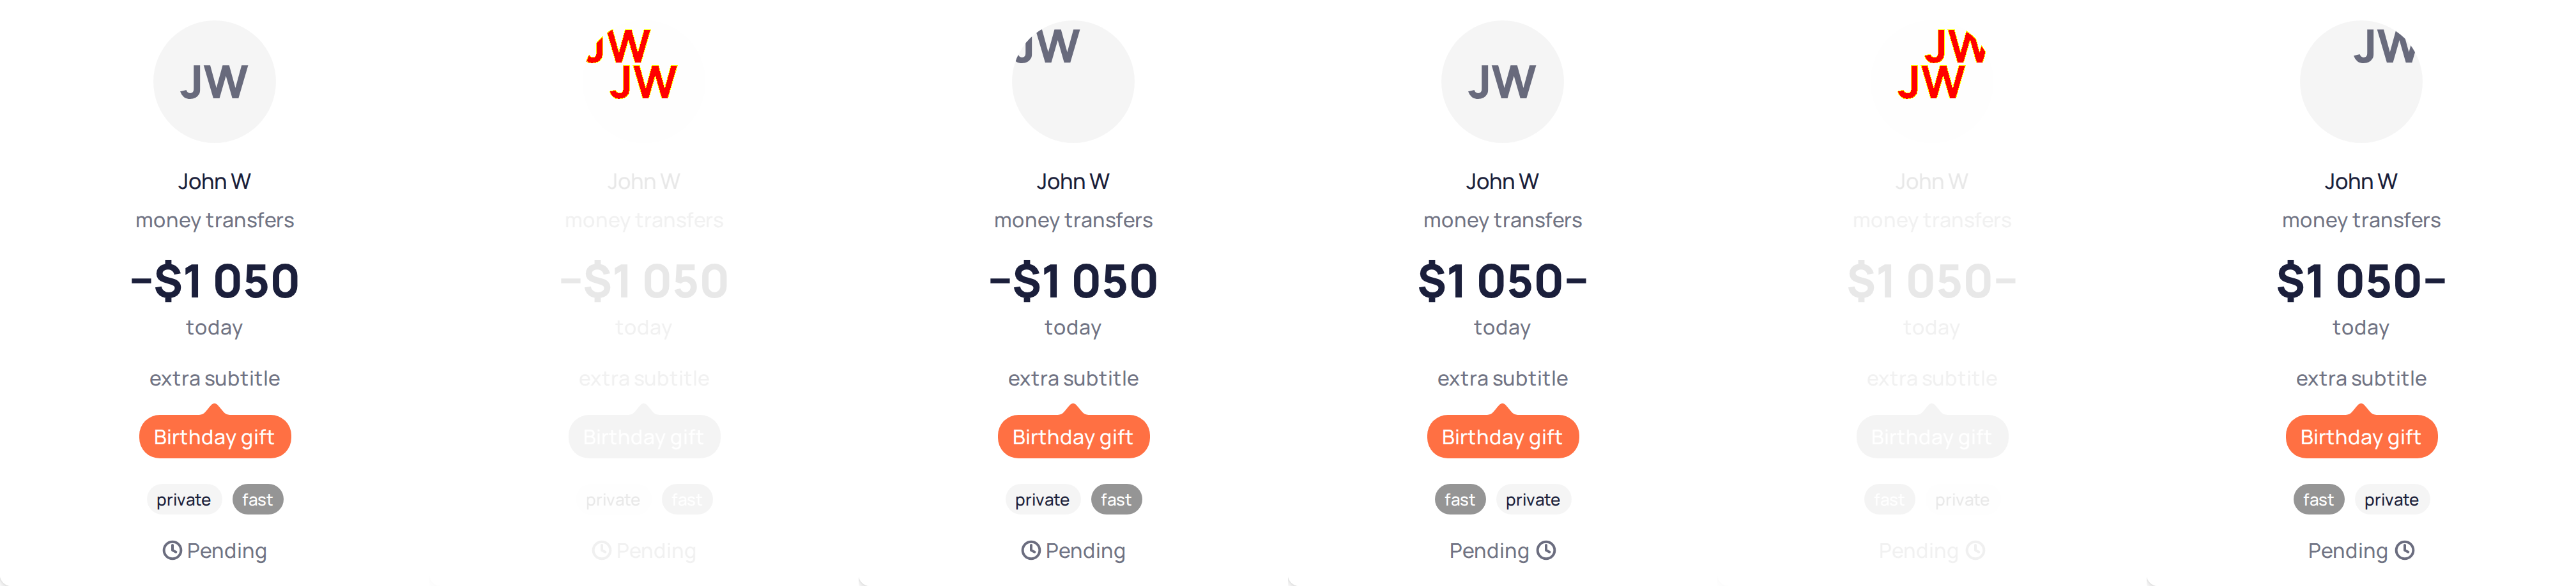 JW
John W
money transfers
−$1 050
today
extra subtitle
Birthday gift
private fast
Pending
JW
JW
John W
money transfers
−$1 050
today
extra subtitle
Birthday gift
private fast
Pending
JW
John W
money transfers
−$1 050
today
extra subtitle
Birthday gift
private fast
Pending
JW
John W
money transfers
$1 050−
today
extra subtitle
Birthday gift
fast private
Pending
JW
JW
John W
money transfers
$1 050−
today
extra subtitle
Birthday gift
fast private
Pending
JW
John W
money transfers
$1 050−
today
extra subtitle
Birthday gift
fast private
Pending